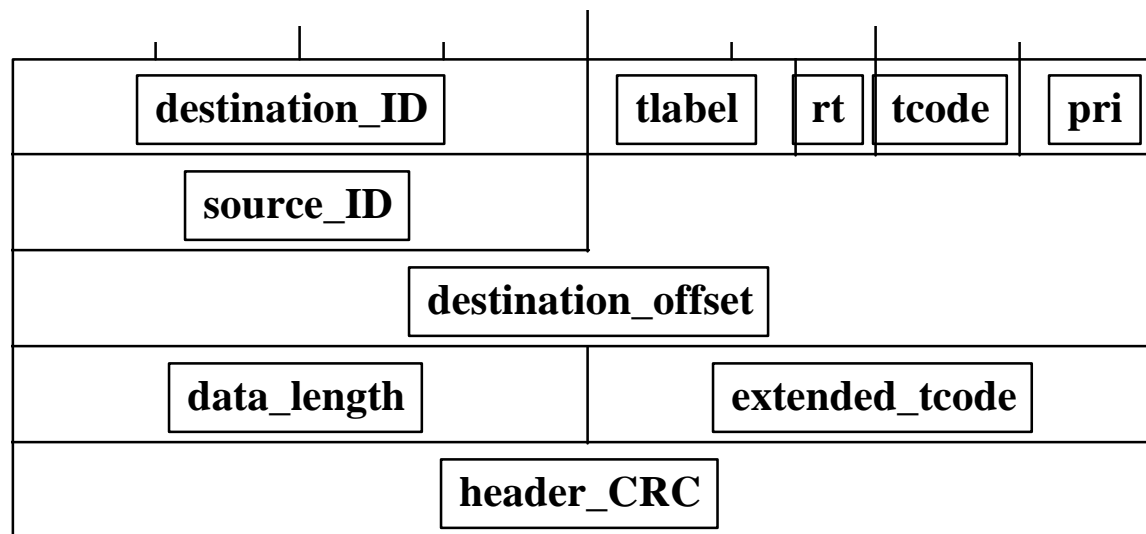 destination_ID tlabel rt tcode pri
source_ID
destination_offset
data_length extended_tcode
header_CRC